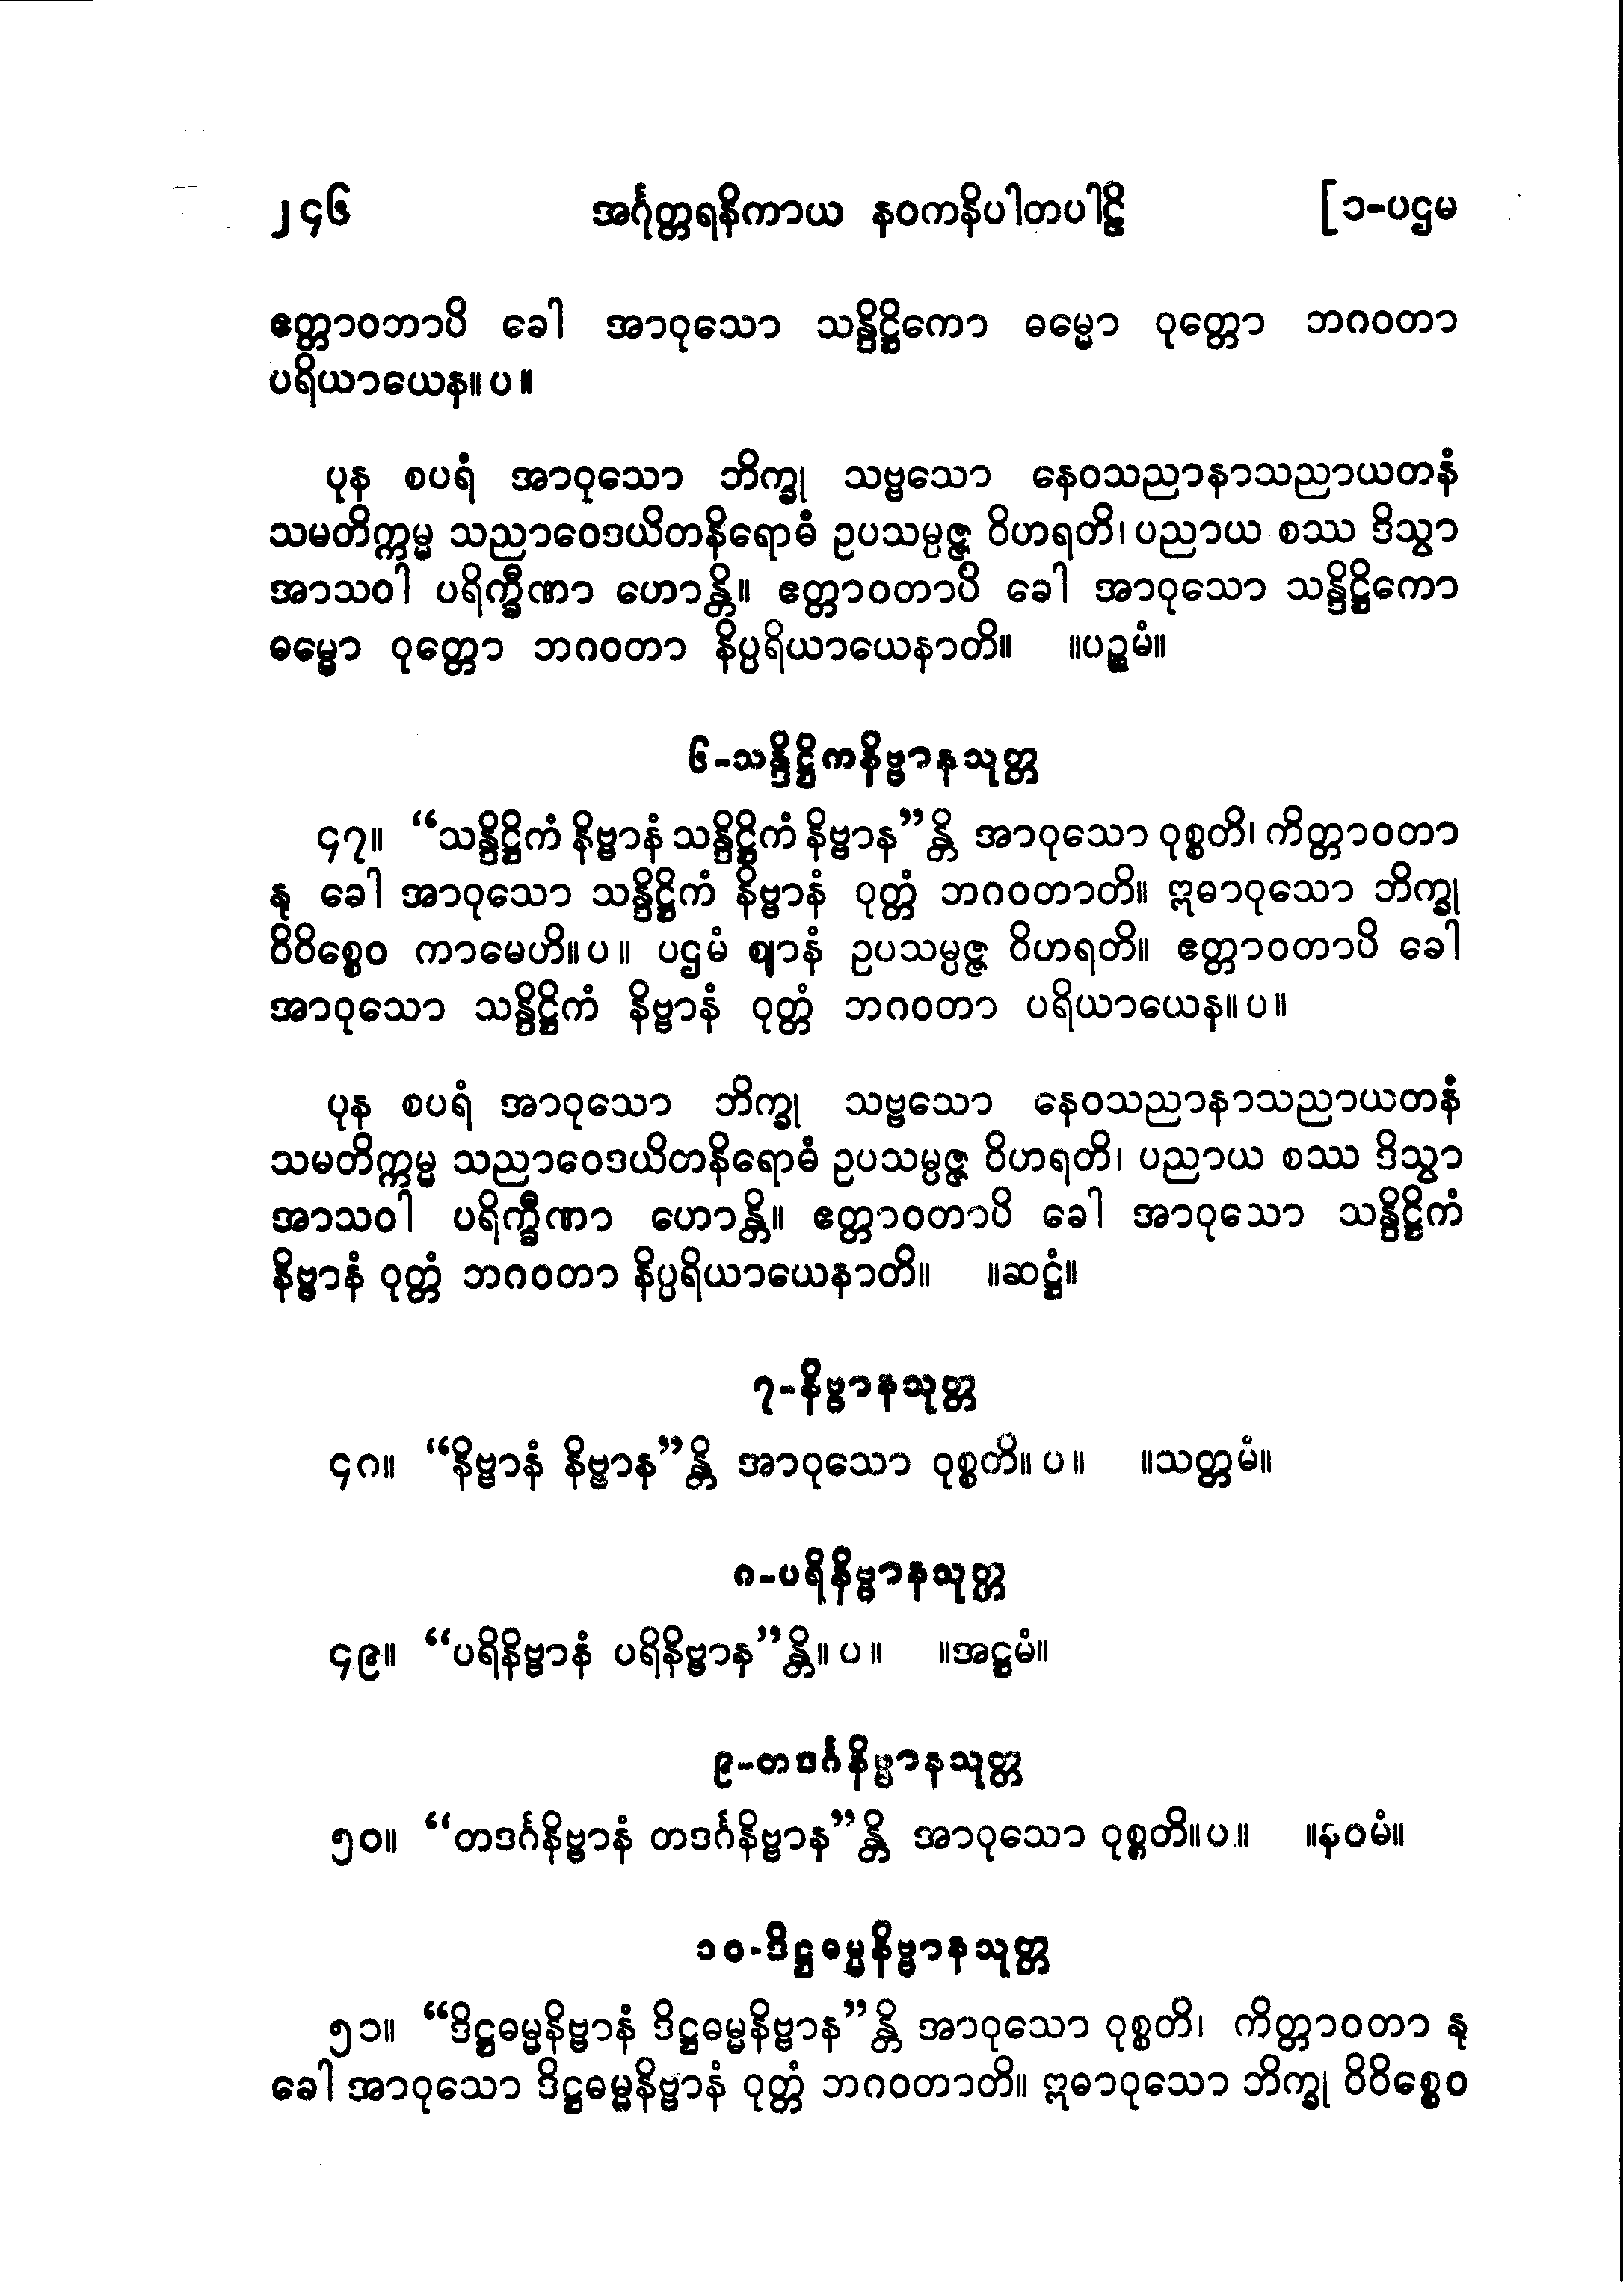 ၂၄၆ အင်္ဂုတ္တရနိကာယ နဝကနိပါတပါဠိ [၁-ပဌမ
ဧတ္တာဝတာပိ ခေါ အာဝုသော သန္ဒိဋ္ဌိကော ဓမ္မော ဝုတ္တော ဘဂဝတာ
ပရိယာယေန။ပ။
ပုန စပရံ အာဝုသော ဘိက္ခု သဗ္ဗသော နေဝသညာနာသညာယတနံ
သမတိက္ကမ္မ သညာဝေဒယိတနိရောဓံ ဥပသမ္ပဇ္ဇ ဝိဟရတိ၊ ပညာယ စဿ ဒိသွာ
အာသဝါ ပရိက္ခီဏာ ဟောန္တိ။ ဧတ္တာဝတာပိ ခေါ အာဝုသော သန္ဒိဋ္ဌိကော
ဓမ္မော ဝုတ္တော ဘဂဝတာ နိပ္ပရိယာယေနာတိ။ ။ပဉ္စမံ။
၆-သန္ဒိဋ္ဌိကနိဗ္ဗာနသုတ္တ
၄၇။ “သန္ဒိဋ္ဌိကံ နိဗ္ဗာနံ သန္ဒိဋ္ဌိကံ နိဗ္ဗာန”န္တိ အာဝုသော ဝုစ္စတိ၊ ကိတ္တာဝတာ
နု ခေါ အာဝုသော သန္ဒိဋ္ဌိကံ နိဗ္ဗာနံ ဝုတ္တံ ဘဂဝတာတိ။ ဣဓာဝုသော ဘိက္ခု
ဝိဝိစ္စေဝ ကာမေဟိ။ပ။ ပဌမံ ဈာနံ ဥပသမ္ပဇ္ဇ ဝိဟရတိ။ ဧတ္တာဝတာပိ ခေါ
အာဝုသော သန္ဒိဋ္ဌိကံ နိဗ္ဗာနံ ဝုတ္တံ ဘဂဝတာ ပရိယာယေန။ပ။
ပုန စပရံ အာဝုသော ဘိက္ခု သဗ္ဗသော နေဝသညာနာသညာယတနံ
သမတိက္ကမ္မ သညာဝေဒယိတနိရောဓံ ဥပသမ္ပဇ္ဇ ဝိဟရတိ၊ ပညာယ စဿ ဒိသွာ
အာသဝါ ပရိက္ခီဏာ ဟောန္တိ။ ဧတ္တာဝတာပိ ခေါ အာဝုသော သန္ဒိဋ္ဌိကံ
နိဗ္ဗာနံ ဝုတ္တံ ဘဂဝတာ နိပ္ပရိယာယေနာတိ။ ။ဆဋ္ဌံ။
၇-နိဗ္ဗာနသုတ္တ
၄၈။ “နိဗ္ဗာနံ နိဗ္ဗာန”န္တိ အာဝုသော ဝုစ္စတိ။ပ။ ။သတ္တမံ။
၈-ပရိနိဗ္ဗာနသုတ္တ
၄၉။ “ပရိနိဗ္ဗာနံ ပရိနိဗ္ဗာန”န္တိ။ပ။ ။အဋ္ဌမံ။
၉-တဒင်္ဂနိဗ္ဗာနသုတ္တ
၅၀။ “တဒင်္ဂနိဗ္ဗာနံ တဒင်္ဂနိဗ္ဗာန”န္တိ အာဝုသော ဝုစ္စတိ။ပ။ ။နဝမံ။
၁၀-ဒိဋ္ဌဓမ္မနိဗ္ဗာနသုတ္တ
၅၁။ “ဒိဋ္ဌဓမ္မနိဗ္ဗာနံ ဒိဋ္ဌဓမ္မနိဗ္ဗာန”န္တိ အာဝုသော ဝုစ္စတိ၊ ကိတ္တာဝတာ နု
ခေါ အာဝုသော ဒိဋ္ဌဓမ္မနိဗ္ဗာနံ ဝုတ္တံ ဘဂဝတာတိ။ ဣဓာဝုသော ဘိက္ခု ဝိဝိစ္စေဝ